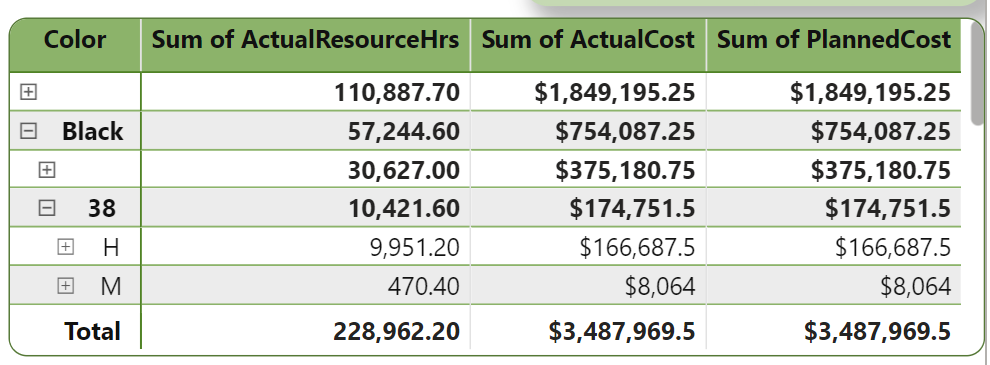 Color Sum of ActualResourceHrs Sum of ActualCost Sum of PlannedCost
110,887.70 $1,849,195.25 $1,849,195.25
Black 57,244.60 $754,087.25 $754,087.25
30,627.00 $375,180.75 $375,180.75
38 10,421.60 $174,751.5 $174,751.5
H 9,951.20 $166,687.5 $166,687.5
M 470.40 $8,064 $8,064
Total 228,962.20 $3,487,969.5 $3,487,969.5